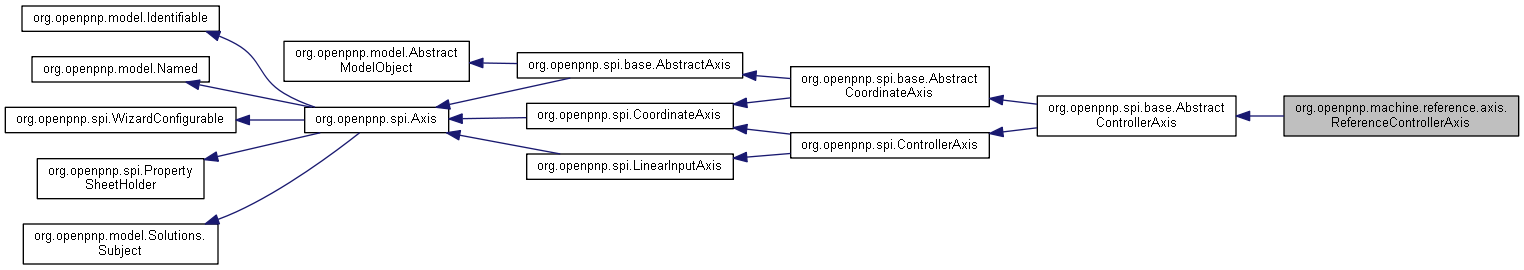 org.openpnp.model.Identifiable
org.openpnp.model.Named
org.openpnp.spi.WizardConfigurable
org.openpnp.spi.Property
SheetHolder
org.openpnp.model.Solutions.
Subject
org.openpnp.model.Abstract
ModelObject
org.openpnp.spi.Axis
org.openpnp.spi.base.AbstractAxis
org.openpnp.spi.CoordinateAxis
org.openpnp.spi.LinearInputAxis
org.openpnp.spi.base.Abstract
CoordinateAxis
org.openpnp.spi.ControllerAxis
org.openpnp.spi.base.Abstract
ControllerAxis
org.openpnp.machine.reference.axis.
ReferenceControllerAxis